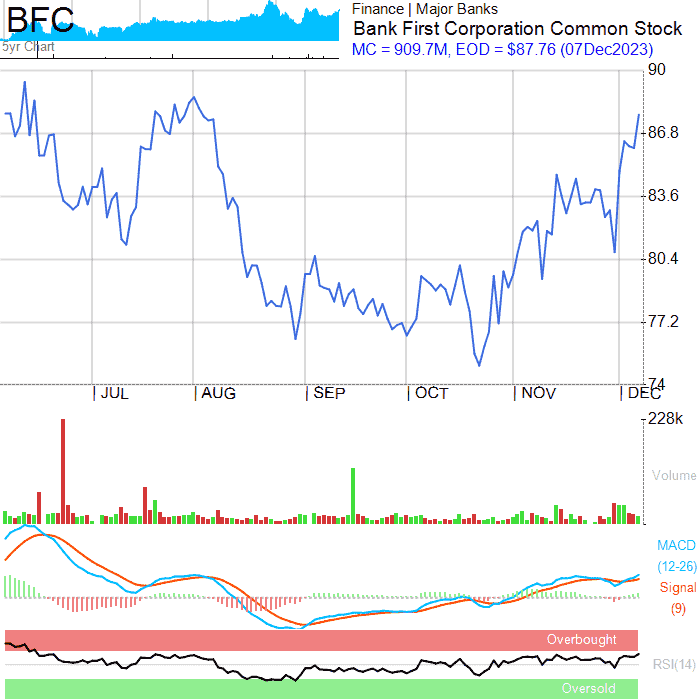 BFC
5yr Chart
Finance | Major Banks
Bank First Corporation Common Stock
MC = 909.7M, EOD = $87.76 (07Dec2023)
90
86.8
83.6
80.4
77.2
74
JUL AUG SEP OCT NOV DEC
228k
Volume
MACD
(12-26)
Signal
(9)
Overbought
RSI(14)
Oversold